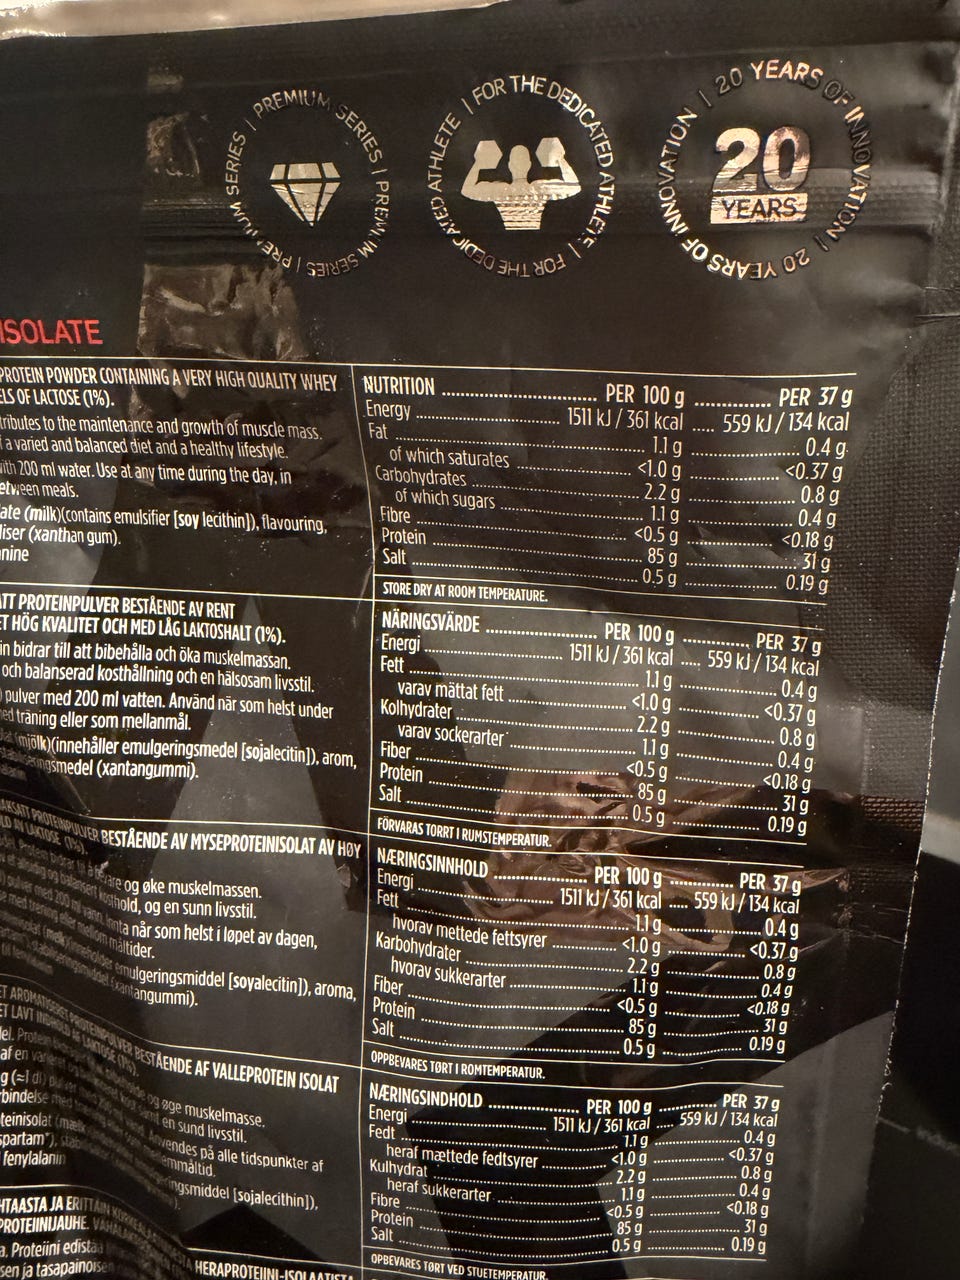 PREMIUM SERIES | PREMIUM SERIES | PREMIUM SERIES |
FOR THE DEDICATED ATHLETE | FOR THE DEDICATED ATHLETE |
20 YEARS OF INNOVATION | 20 YEARS OF INNOVATION |
20
YEARS
ISOLATE
PROTEIN POWDER CONTAINING A VERY HIGH QUALITY WHEY
ELS OF LACTOSE (1%).
tributes to the maintenance and growth of muscle mass.
f a varied and balanced diet and a healthy lifestyle.
with 200 ml water. Use at any time during the day, in
etween meals.
ate (milk)(contains emulsifier [soy lecithin]), flavouring,
liser (xanthan gum).
nine
NUTRITION PER 100 g PER 37 g
Energy 1511 kJ / 361 kcal 559 kJ / 134 kcal
Fat 1.1 g 0.4 g
of which saturates <1.0 g <0.37 g
Carbohydrates 2.2 g 0.8 g
of which sugars 1.1 g 0.4 g
Fibre <0.5 g <0.18 g
Protein 85 g 31 g
Salt 0.5 g 0.19 g
STORE DRY AT ROOM TEMPERATURE.
TT PROTEINPULVER BESTÅENDE AV RENT
ET HÖG KVALITET OCH MED LÅG LAKTOSHALT (1%).
in bidrar till att bibehålla och öka muskelmassan.
och balanserad kosthållning och en hälsosam livsstil.
pulver med 200 ml vatten. Använd när som helst under
ed träning eller som mellanmål.
(mjölk)(innehåller emulgeringsmedel [sojalecitin]), arom,
seringsmedel (xantangummi).
NÄRINGSVÄRDE PER 100 g PER 37 g
Energi 1511 kJ / 361 kcal 559 kJ / 134 kcal
Fett 1.1 g 0.4 g
varav mättat fett <1.0 g <0.37 g
Kolhydrater 2.2 g 0.8 g
varav sockerarter 1.1 g 0.4 g
Fiber <0.5 g <0.18 g
Protein 85 g 31 g
Salt 0.5 g 0.19 g
FÖRVARAS TORRT I RUMSTEMPERATUR.
PROTEINPULVER BESTÅENDE AV MYSEPROTEINISOLAT AV HØY
og øke muskelmassen.
og en sunn livsstil.
når som helst i løpet av dagen,
måltider.
emulgeringsmiddel [soyalecitin]), aroma,
NÆRINGSINNHOLD PER 100 g PER 37 g
Energi 1511 kJ / 361 kcal 559 kJ / 134 kcal
Fett 1.1 g 0.4 g
hvorav mettede fettsyrer <1.0 g <0.37 g
Karbohydrater 2.2 g 0.8 g
hvorav sukkerarter 1.1 g 0.4 g
Fiber <0.5 g <0.18 g
Protein 85 g 31 g
Salt 0.5 g 0.19 g
OPPBEVARES TØRT I ROMTEMPERATUR.
PROTEINPULVER BESTÅENDE AF VALLEPROTEIN ISOLAT
og øge muskelmasse.
en sund livsstil.
Anvendes på alle tidspunkter af
[sojalecithin]),
fenylalanin
NÆRINGSINDHOLD PER 100 g PER 37 g
Energi 1511 kJ / 361 kcal 559 kJ / 134 kcal
Fedt 1.1 g 0.4 g
heraf mættede fedtsyrer <1.0 g <0.37 g
Kulhydrat 2.2 g 0.8 g
heraf sukkerarter 1.1 g 0.4 g
Fibre <0.5 g <0.18 g
Protein 85 g 31 g
Salt 0.5 g 0.19 g
OPBEVARES TØRT VED STUETEMPERATUR.
HTAASTA JA ERITTÄIN
PROTEIINIJAUHE.
HERAPROTEIINI-ISOLAATISTA
a. Proteiini edistää
sen ja tasapainoisen